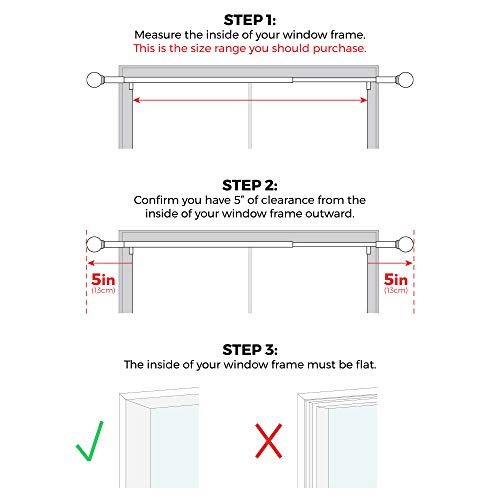 STEP 1:
Measure the inside of your window frame.
This is the size range you should purchase.
STEP 2:
Confirm you have 5" of clearance from the
inside of your window frame outward.
5in 5in
(13cm) (13cm)
STEP 3:
The inside of your window frame must be flat.